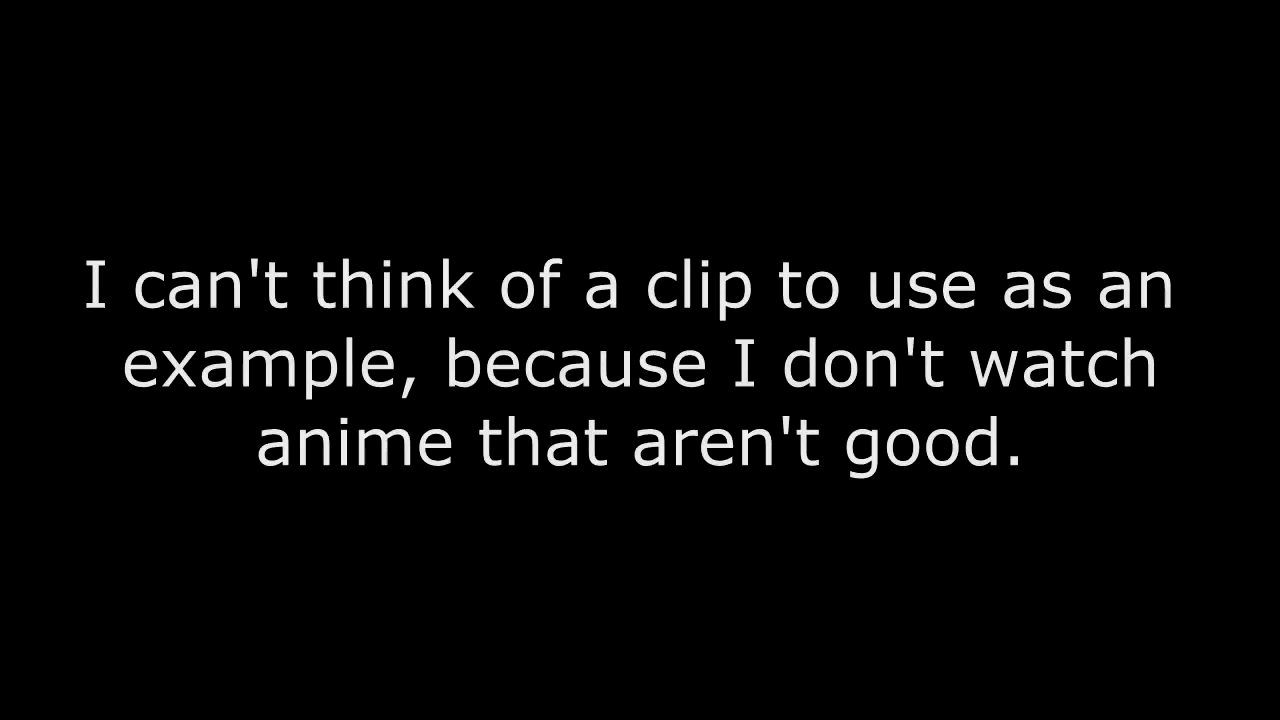 I can't think of a clip to use as an
example, because I don't watch
anime that aren't good.